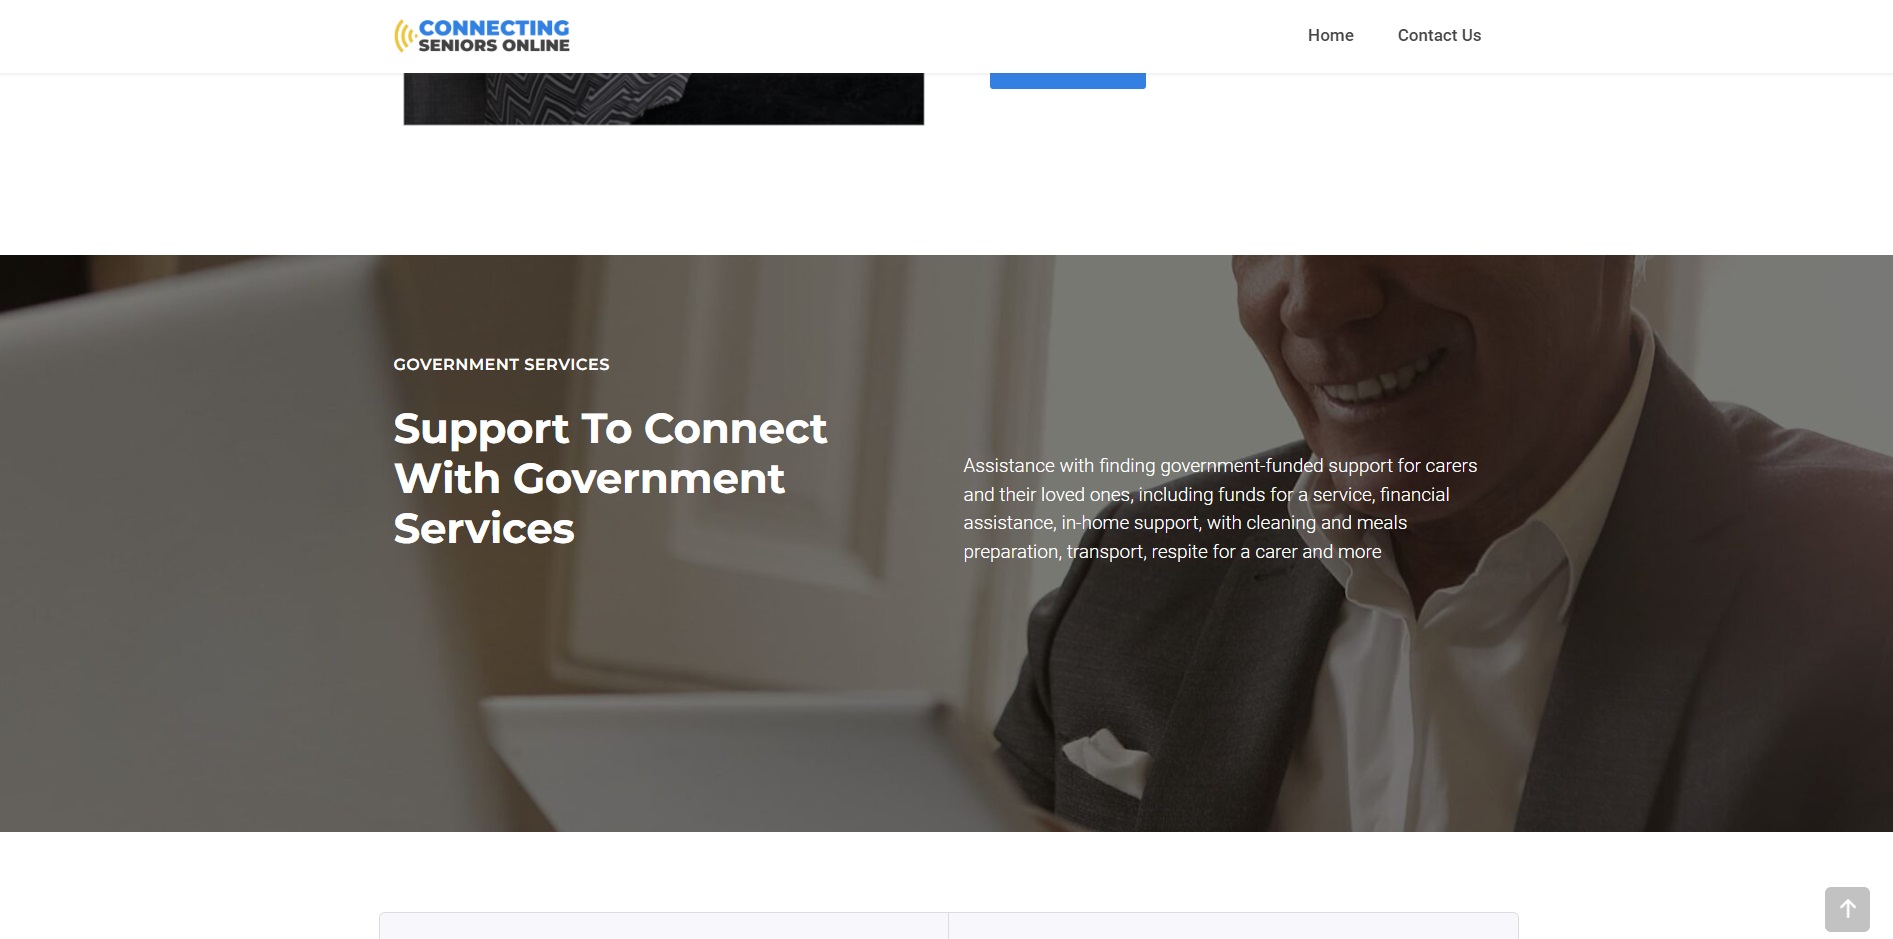 CONNECTING
SENIORS ONLINE
Home
Contact Us
GOVERNMENT SERVICES
Support To Connect
With Government
Services
Assistance with finding government-funded support for carers
and their loved ones, including funds for a service, financial
assistance, in-home support, with cleaning and meals
preparation, transport, respite for a carer and more